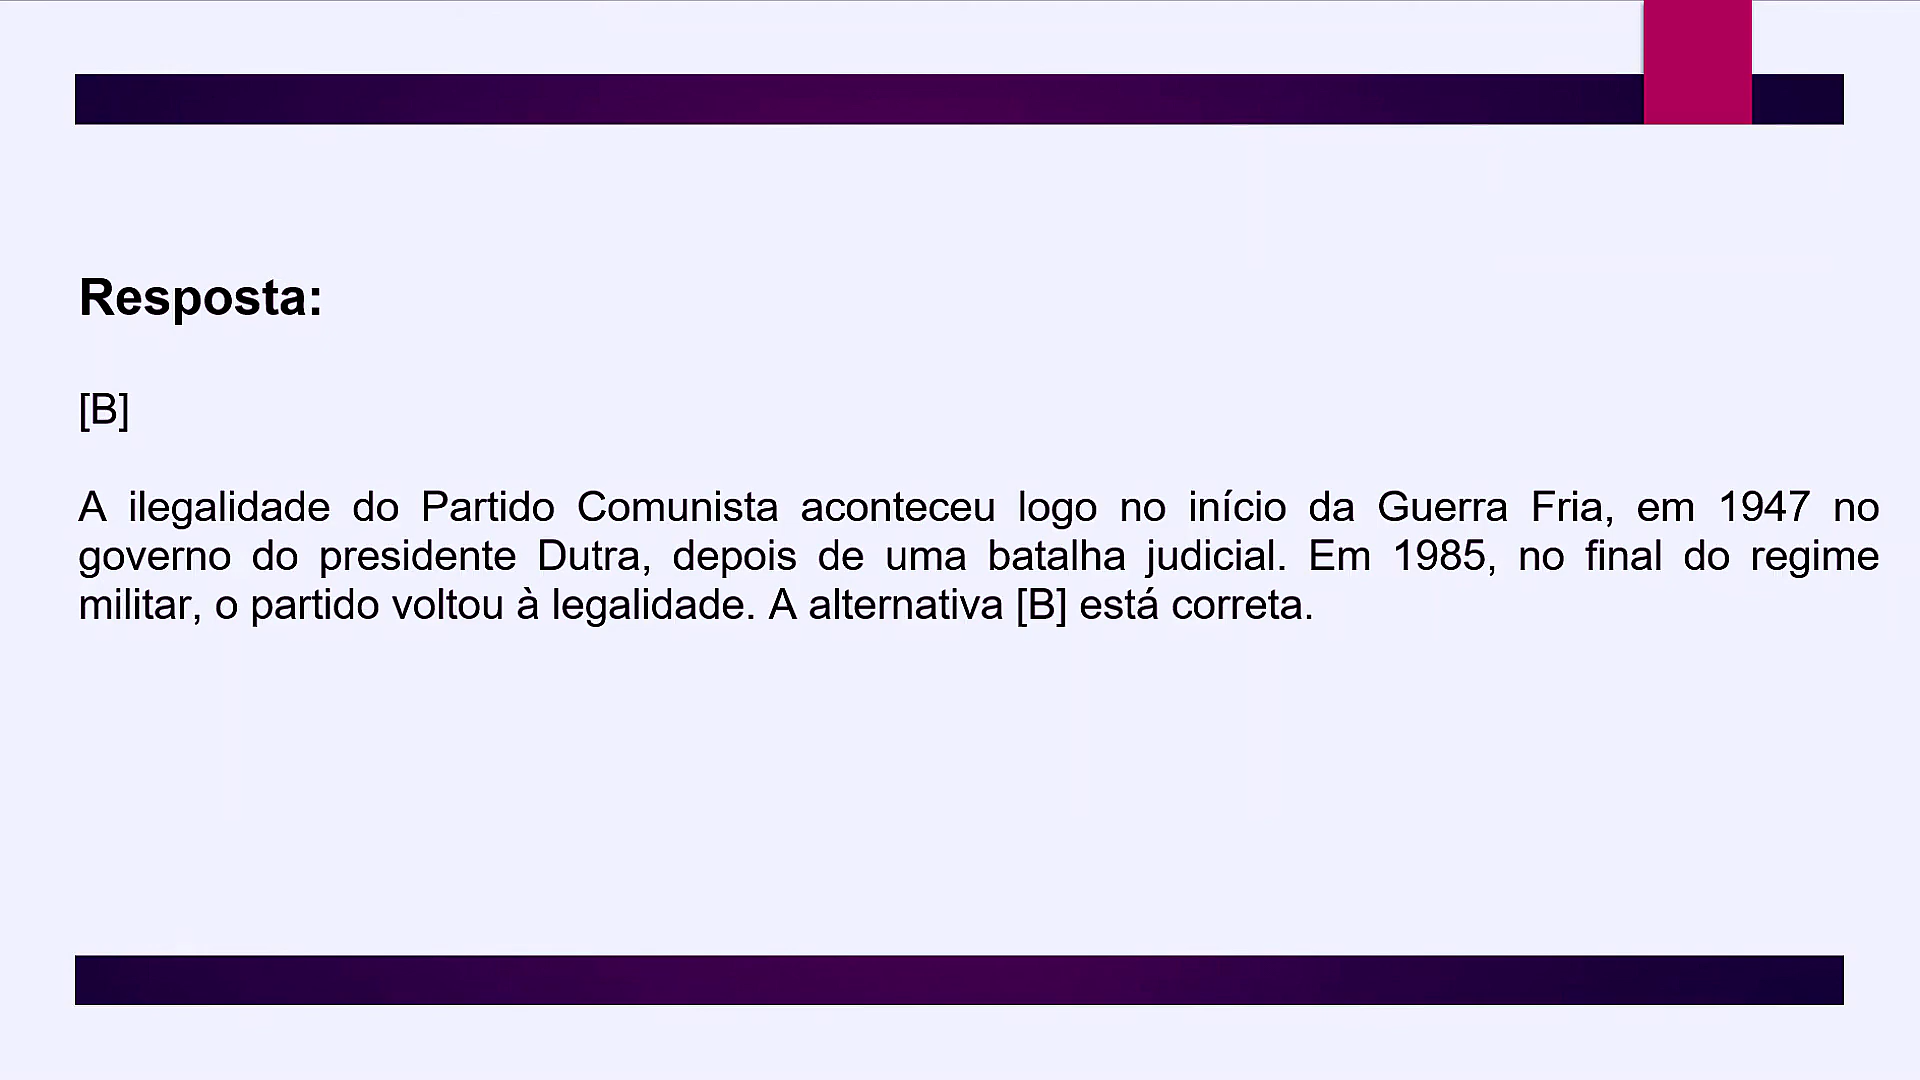 Resposta:
[B]
A ilegalidade do Partido Comunista aconteceu logo no início da Guerra Fria, em 1947 no
governo do presidente Dutra, depois de uma batalha judicial. Em 1985, no final do regime
militar, o partido voltou à legalidade. A alternativa [B] está correta.